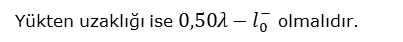 Yükten uzaklığı ise 0,50λ − l₀⁻ olmalıdır.